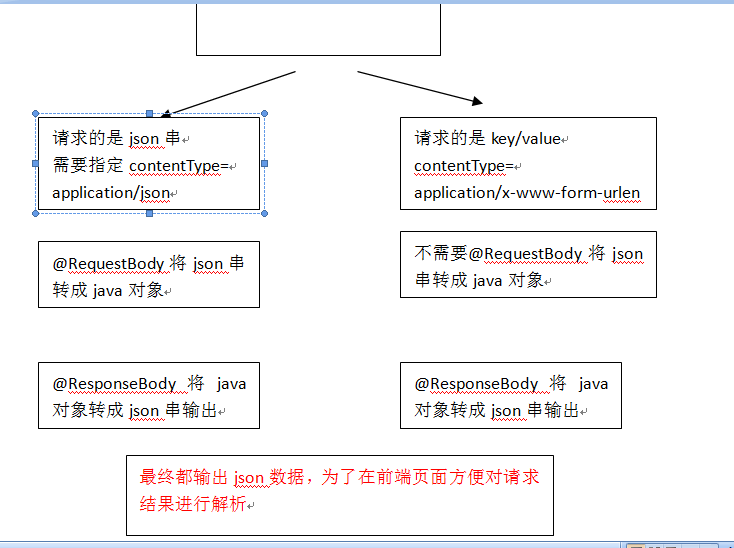 请求的是 json 串
需要指定 contentType=
application/json
请求的是 key/value
contentType=
application/x-www-form-urlen
@RequestBody 将 json 串
转成 java 对象
不需要@RequestBody 将 json
串转成 java 对象
@ResponseBody 将 java
对象转成 json 串输出
@ResponseBody 将 java
对象转成 json 串输出
最终都输出 json 数据，为了在前端页面方便对请求
结果进行解析